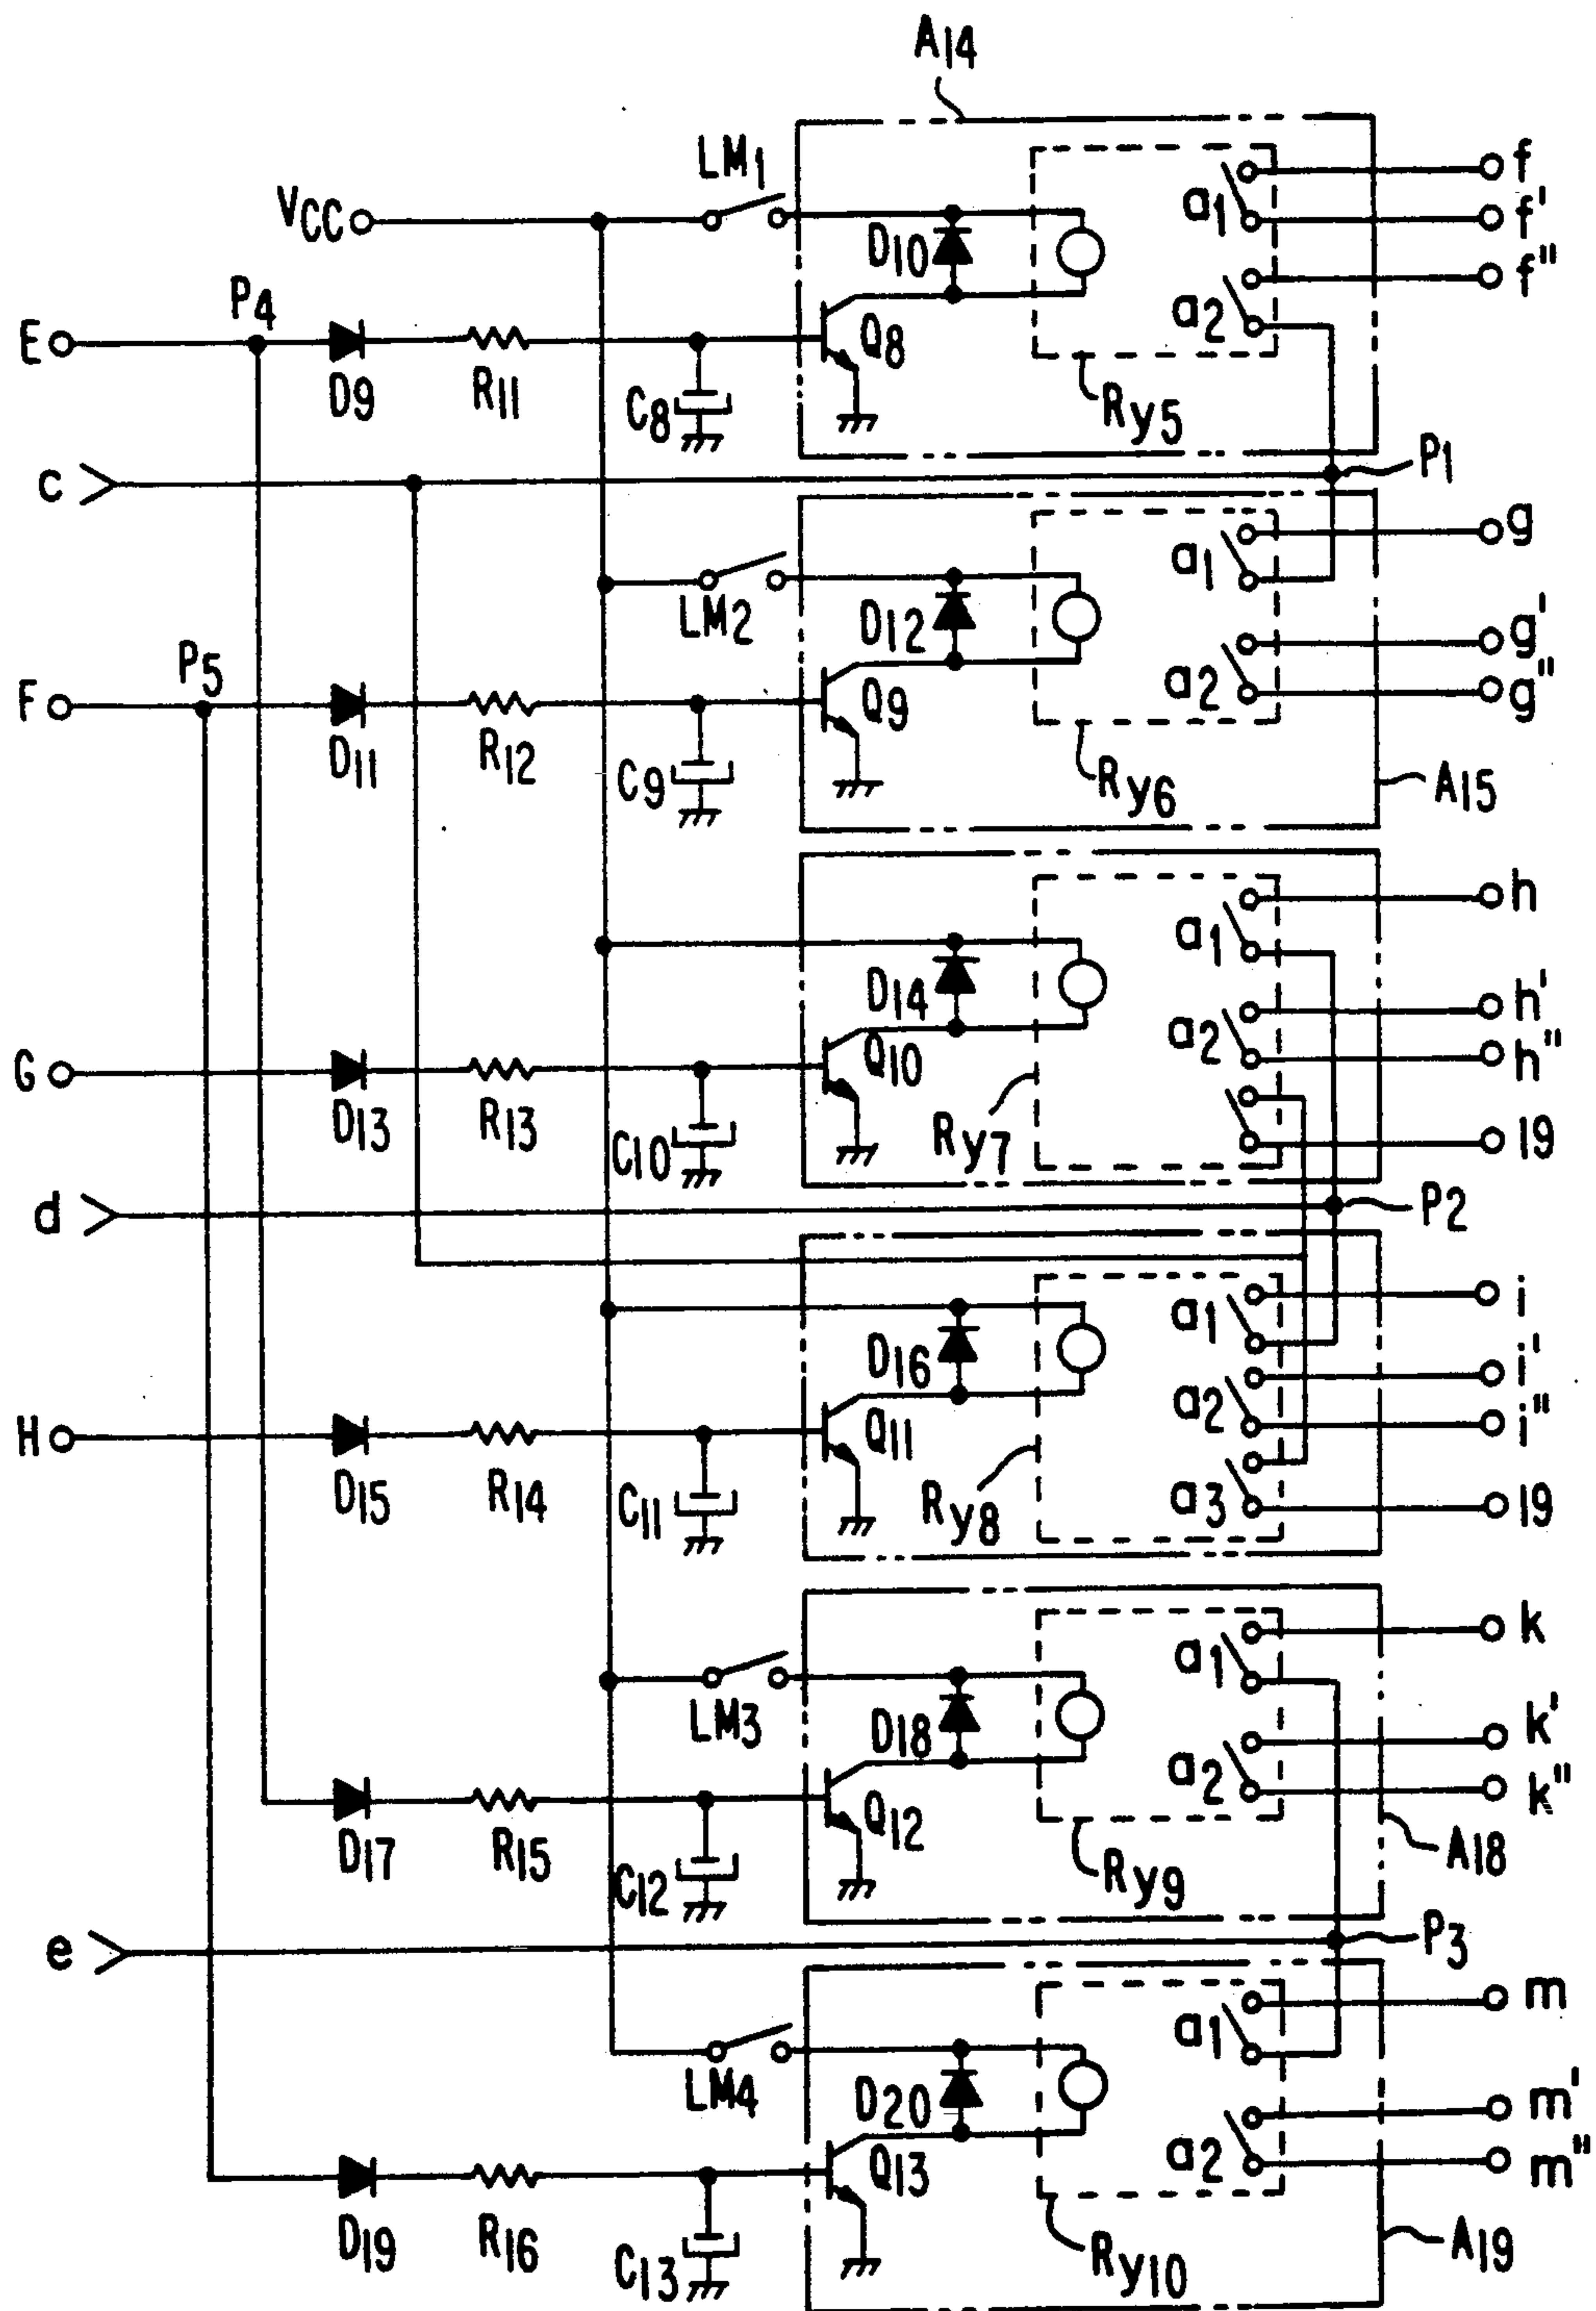 A14
LM1
VCC
D10
a1
f
f'
a2
f"
P4
E
D9
R11
C8
Q8
Ry5
c
P1
g
a1
LM2
D12
g'
a2
g"
P5
F
D11
R12
C9
Q9
Ry6
A15
h
a1
D14
h'
a2
h"
G
D13
R13
C10
Q10
Ry7
19
d
P2
i
a1
D16
i'
a2
i"
H
D15
R14
C11
Q11
Ry8
a3
19
k
a1
LM3
D18
k'
a2
k"
D17
R15
C12
Q12
Ry9
A18
e
P3
m
a1
LM4
D20
m'
a2
m"
D19
R16
C13
Q13
Ry10
A19